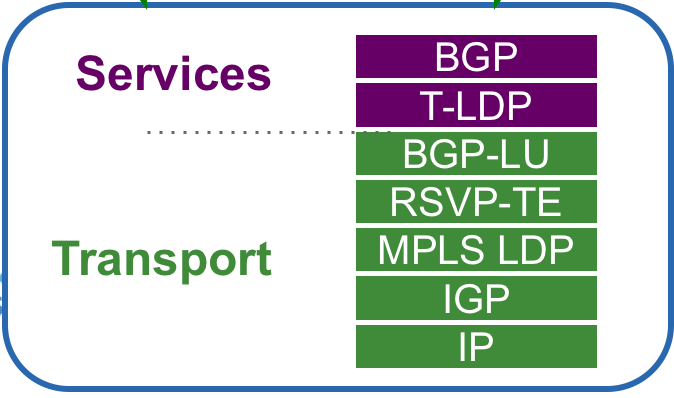 Services
BGP
T-LDP
BGP-LU
RSVP-TE
Transport
MPLS LDP
IGP
IP